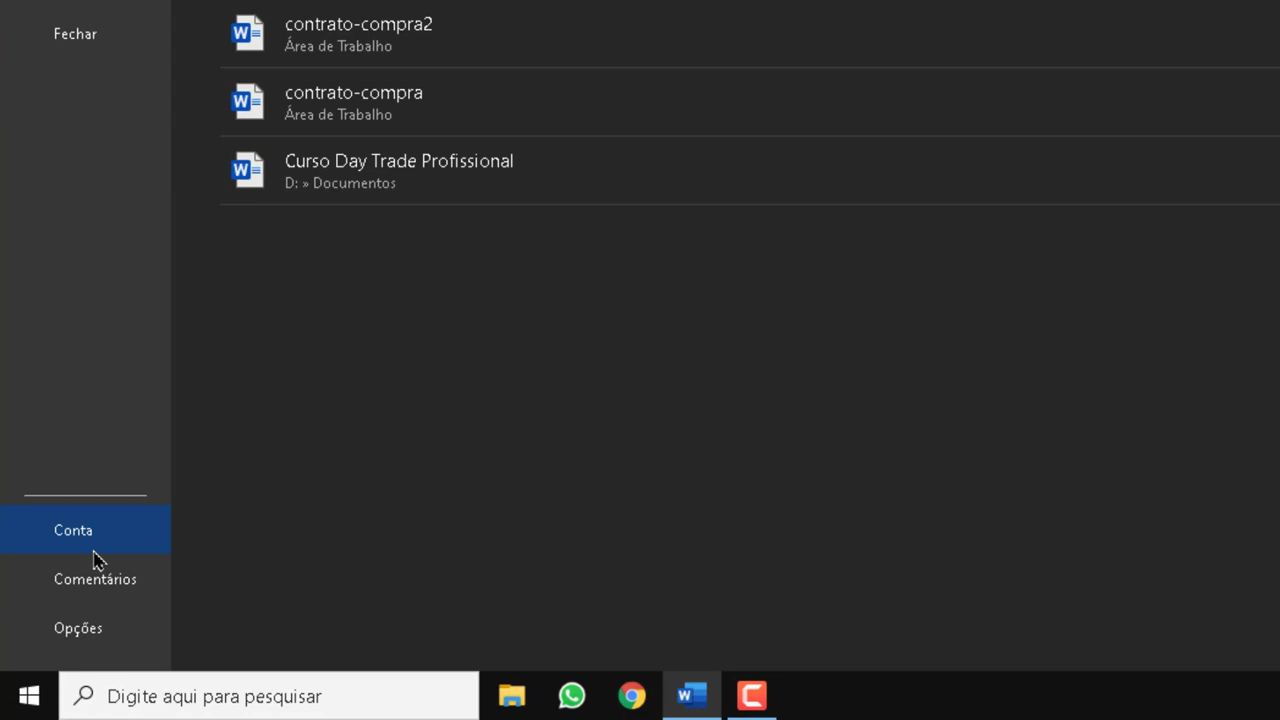 Fechar
contrato-compra2
Área de Trabalho
contrato-compra
Área de Trabalho
Curso Day Trade Profissional
D: » Documentos
Conta
Comentários
Opções
Digite aqui para pesquisar